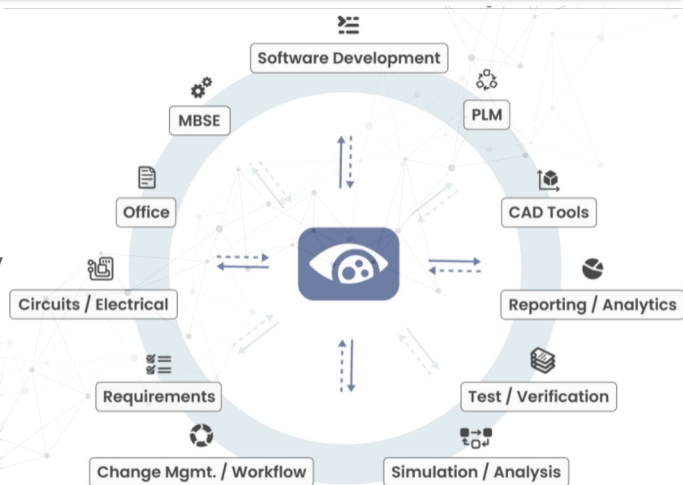 Software Development
MBSE
PLM
Office
CAD Tools
Circuits / Electrical
Reporting / Analytics
Requirements
Test / Verification
Change Mgmt. / Workflow
Simulation / Analysis